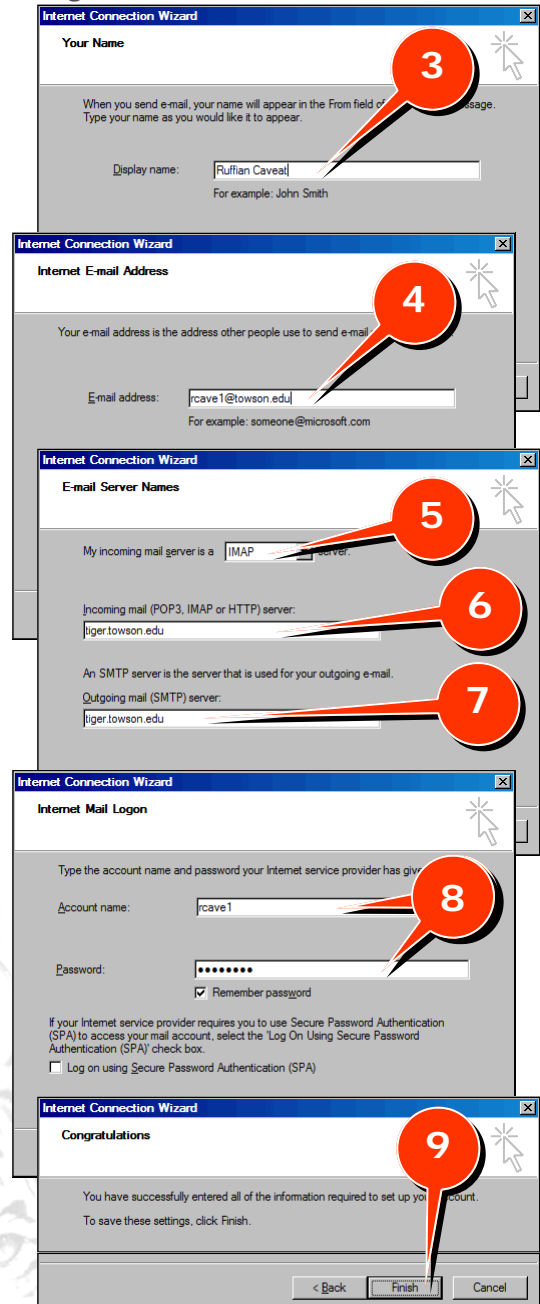 Internet Connection Wizard
Your Name
3
When you send e-mail, your name will appear in the From field of
Type your name as you would like it to appear.
Display name: Ruffian Caveat
For example: John Smith
Internet Connection Wizard
Internet E-mail Address
4
Your e-mail address is the address other people use to send e-mail
E-mail address: rcave1@towson.edu
For example: someone@microsoft.com
Internet Connection Wizard
E-mail Server Names
5
My incoming mail server is a IMAP server.
6
Incoming mail (POP3, IMAP or HTTP) server:
tiger.towson.edu
An SMTP server is the server that is used for your outgoing e-mail.
7
Outgoing mail (SMTP) server:
tiger.towson.edu
Internet Connection Wizard
Internet Mail Logon
Type the account name and password your Internet service provider has
8
Account name: rcave1
Password: ••••••••
Remember password
If your Internet service provider requires you to use Secure Password Authentication
(SPA) to access your mail account, select the 'Log On Using Secure Password
Authentication (SPA)' check box.
Log on using Secure Password Authentication (SPA)
Internet Connection Wizard
Congratulations
9
You have successfully entered all of the information required to set up
To save these settings, click Finish.
< Back Finish Cancel